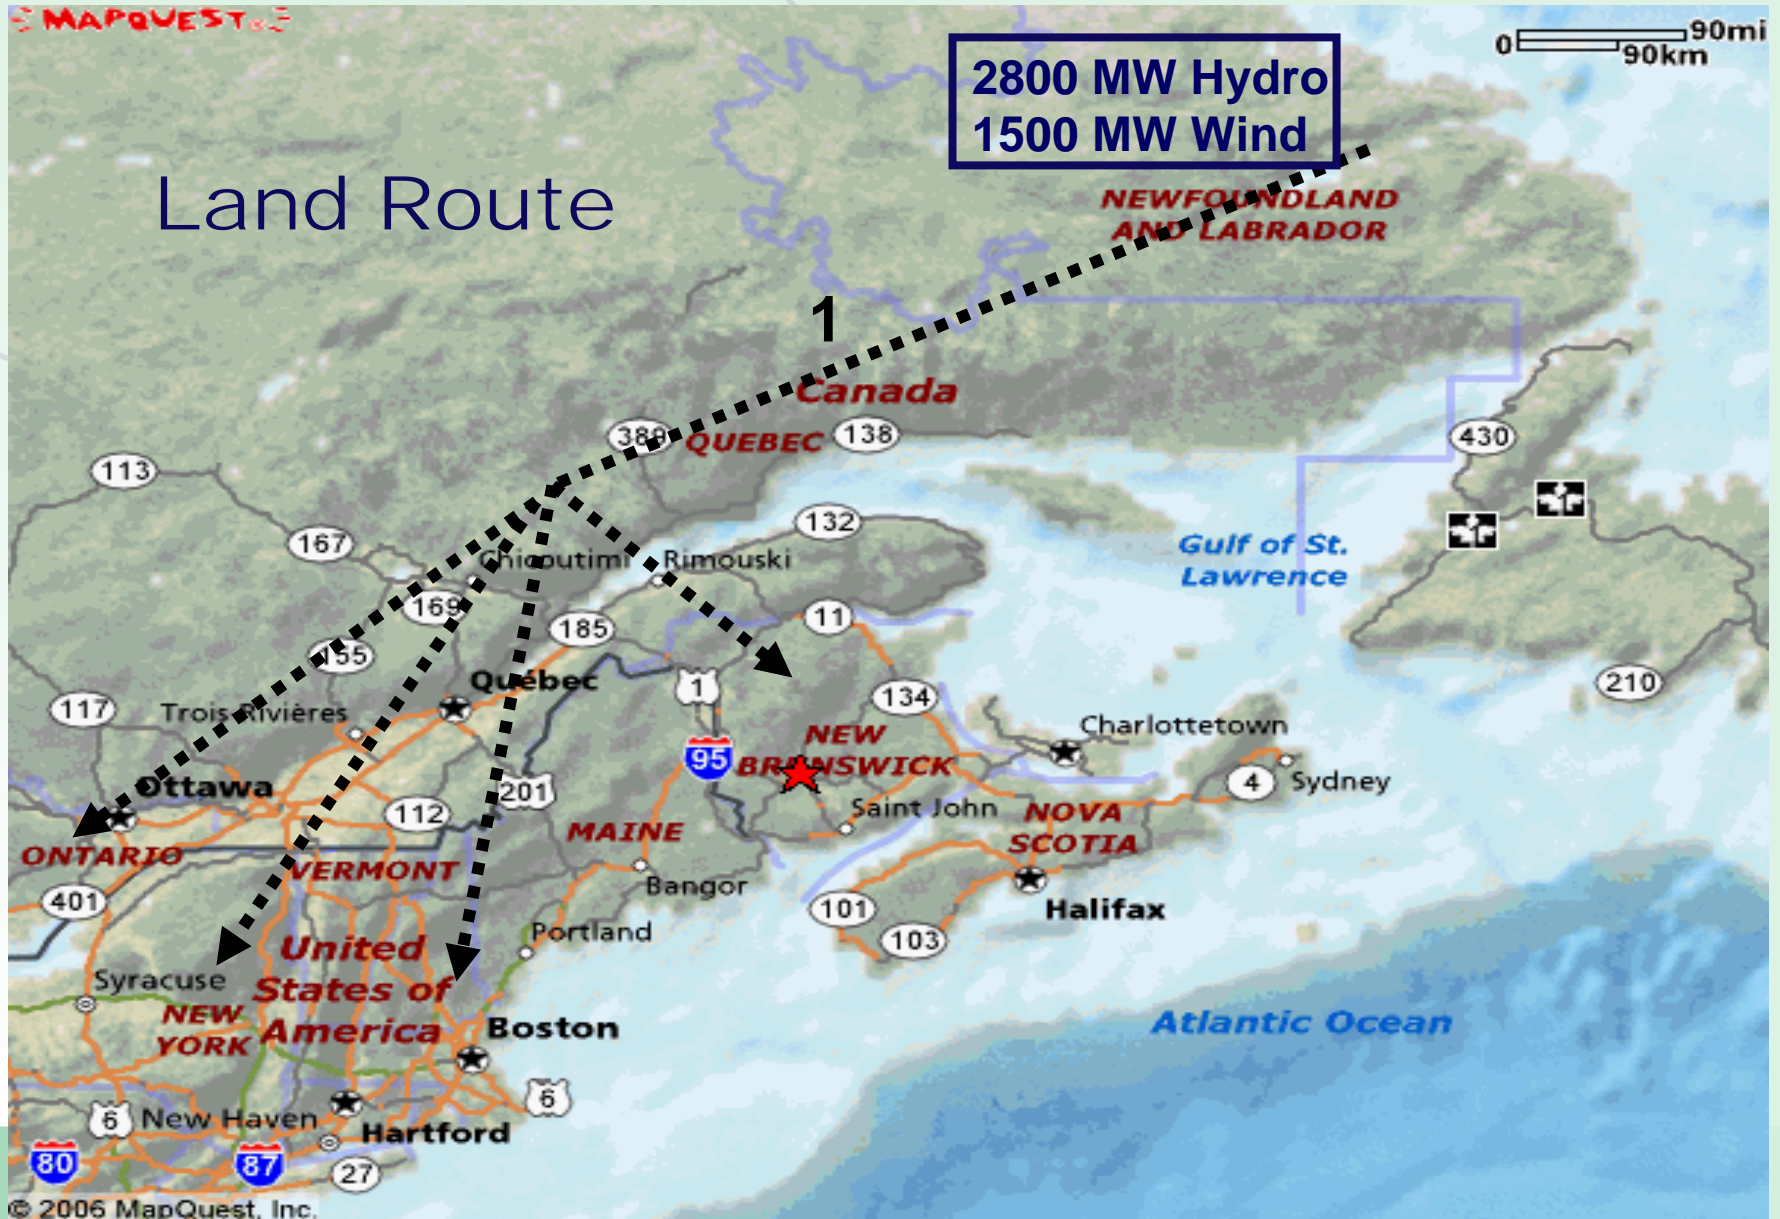 MAPQUEST
0 90mi
90km
2800 MW Hydro
1500 MW Wind
Land Route
NEWFOUNDLAND
AND LABRADOR
1
Canada
389
QUEBEC
138
430
113
132
167
Chicoutimi
Rimouski
Gulf of St.
Lawrence
169
11
185
155
Québec
1
134
210
117
Trois-Rivières
Charlottetown
NEW
BRUNSWICK
95
4
Sydney
Ottawa
201
112
Saint John
NOVA
SCOTIA
MAINE
ONTARIO
VERMONT
Bangor
401
101
Halifax
103
Portland
United
States of
America
Syracuse
NEW
YORK
Boston
Atlantic Ocean
6
6
New Haven
Hartford
80
87
27
© 2006 MapQuest, Inc.